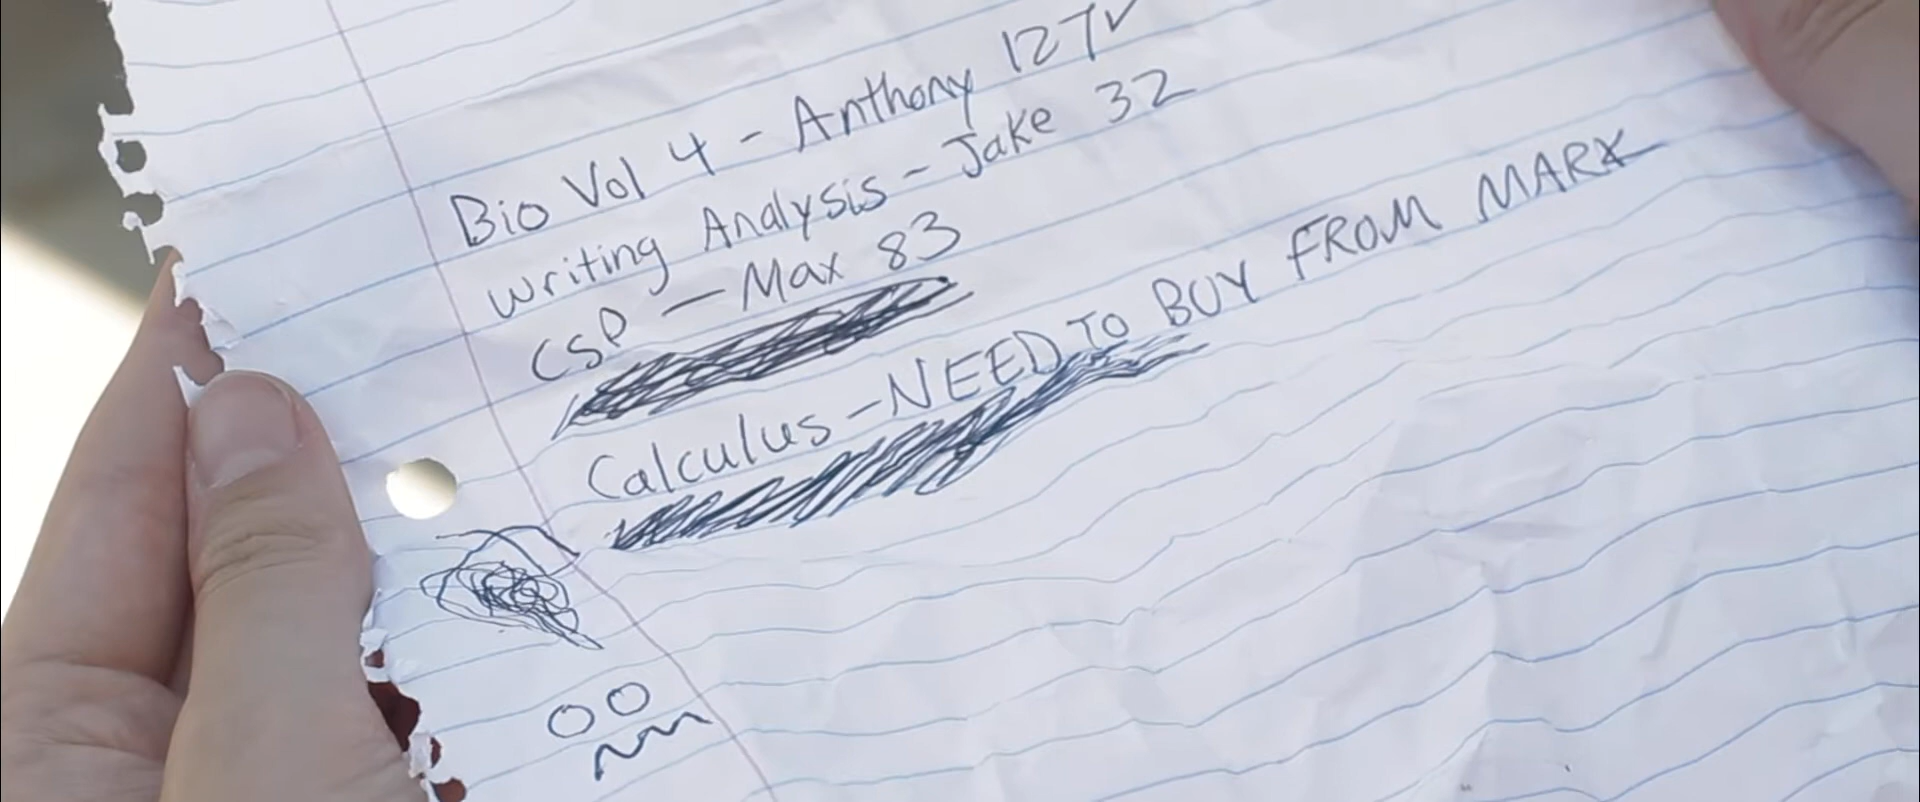 Bio Vol 4 - Anthony 127✓
Writing Analysis - Jake 32
CSP - Max 83
Calculus - NEED TO BUY FROM MARK